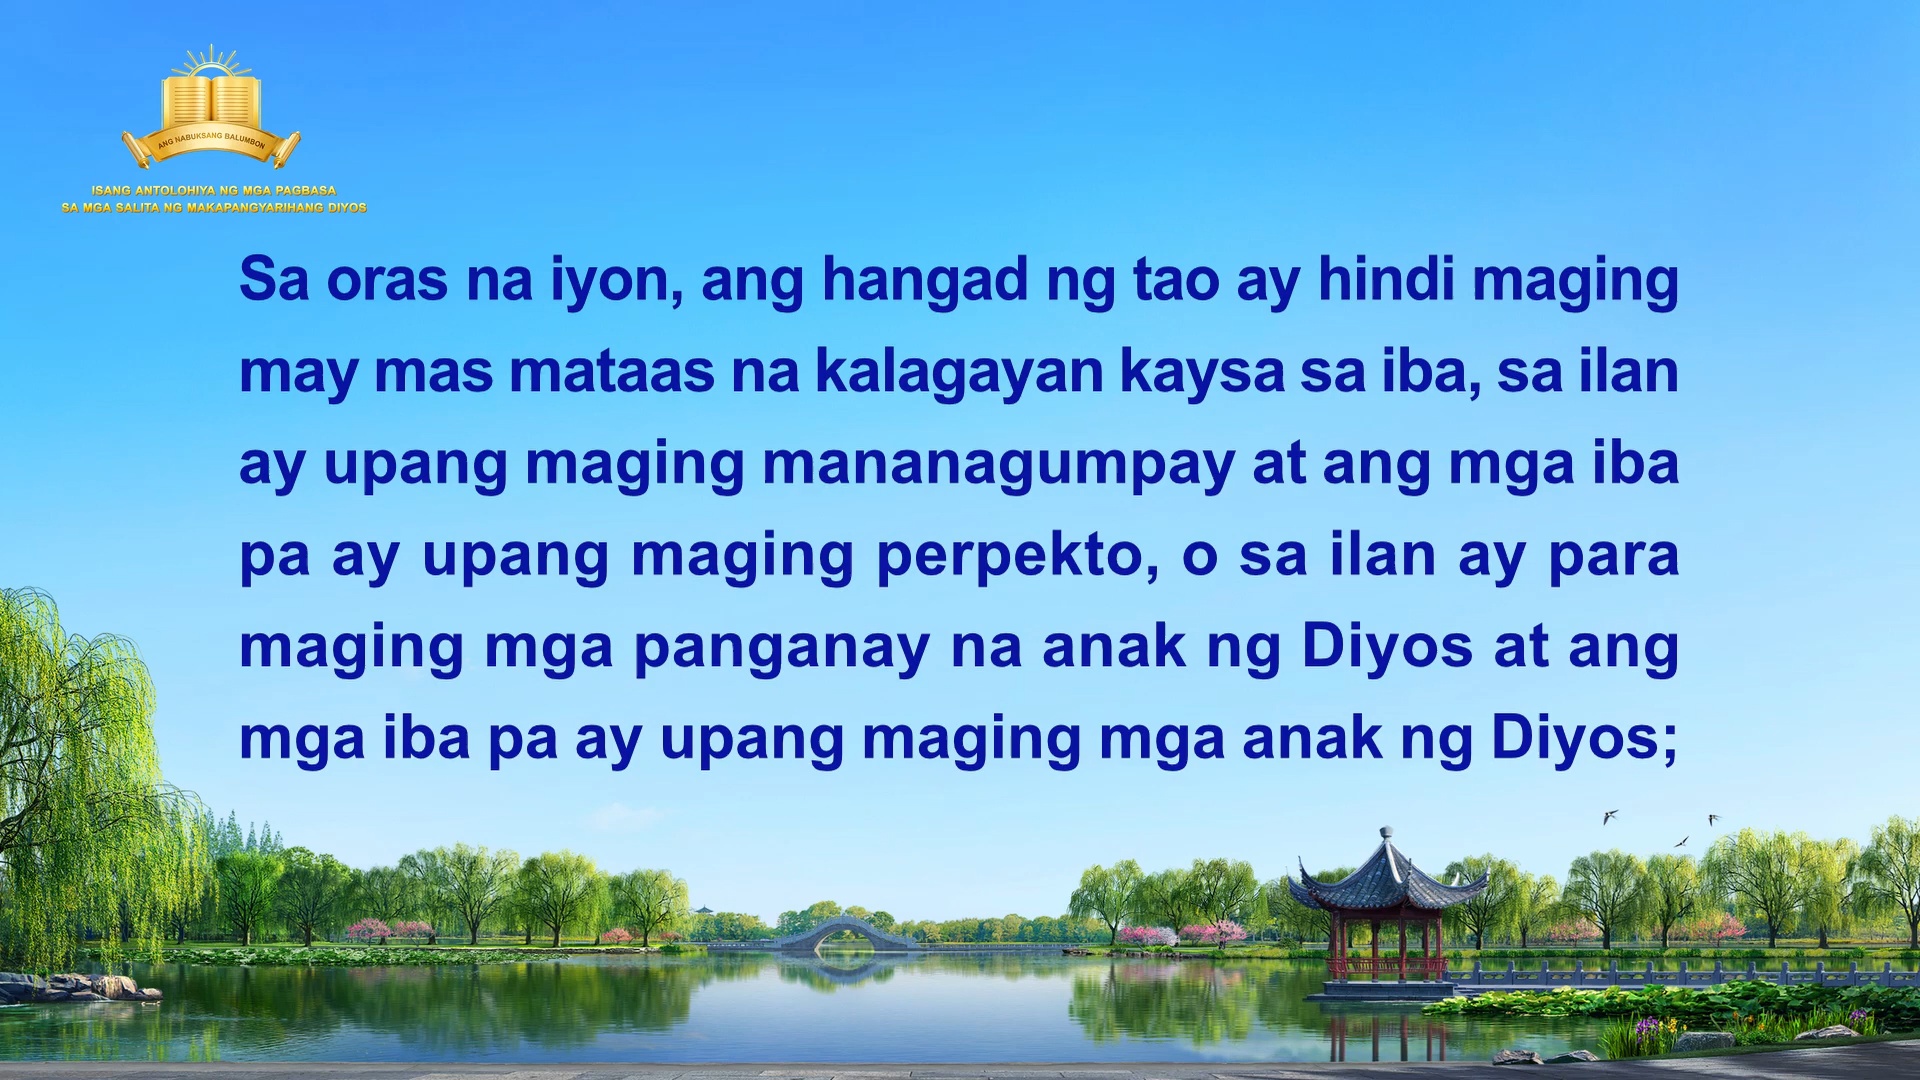 ANG NABUKSANG BALUMBON
ISANG ANTOLOHIYA NG MGA PAGBASA
SA MGA SALITA NG MAKAPANGYARIHANG DIYOS
Sa oras na iyon, ang hangad ng tao ay hindi maging
may mas mataas na kalagayan kaysa sa iba, sa ilan
ay upang maging mananagumpay at ang mga iba
pa ay upang maging perpekto, o sa ilan ay para
maging mga panganay na anak ng Diyos at ang
mga iba pa ay upang maging mga anak ng Diyos;